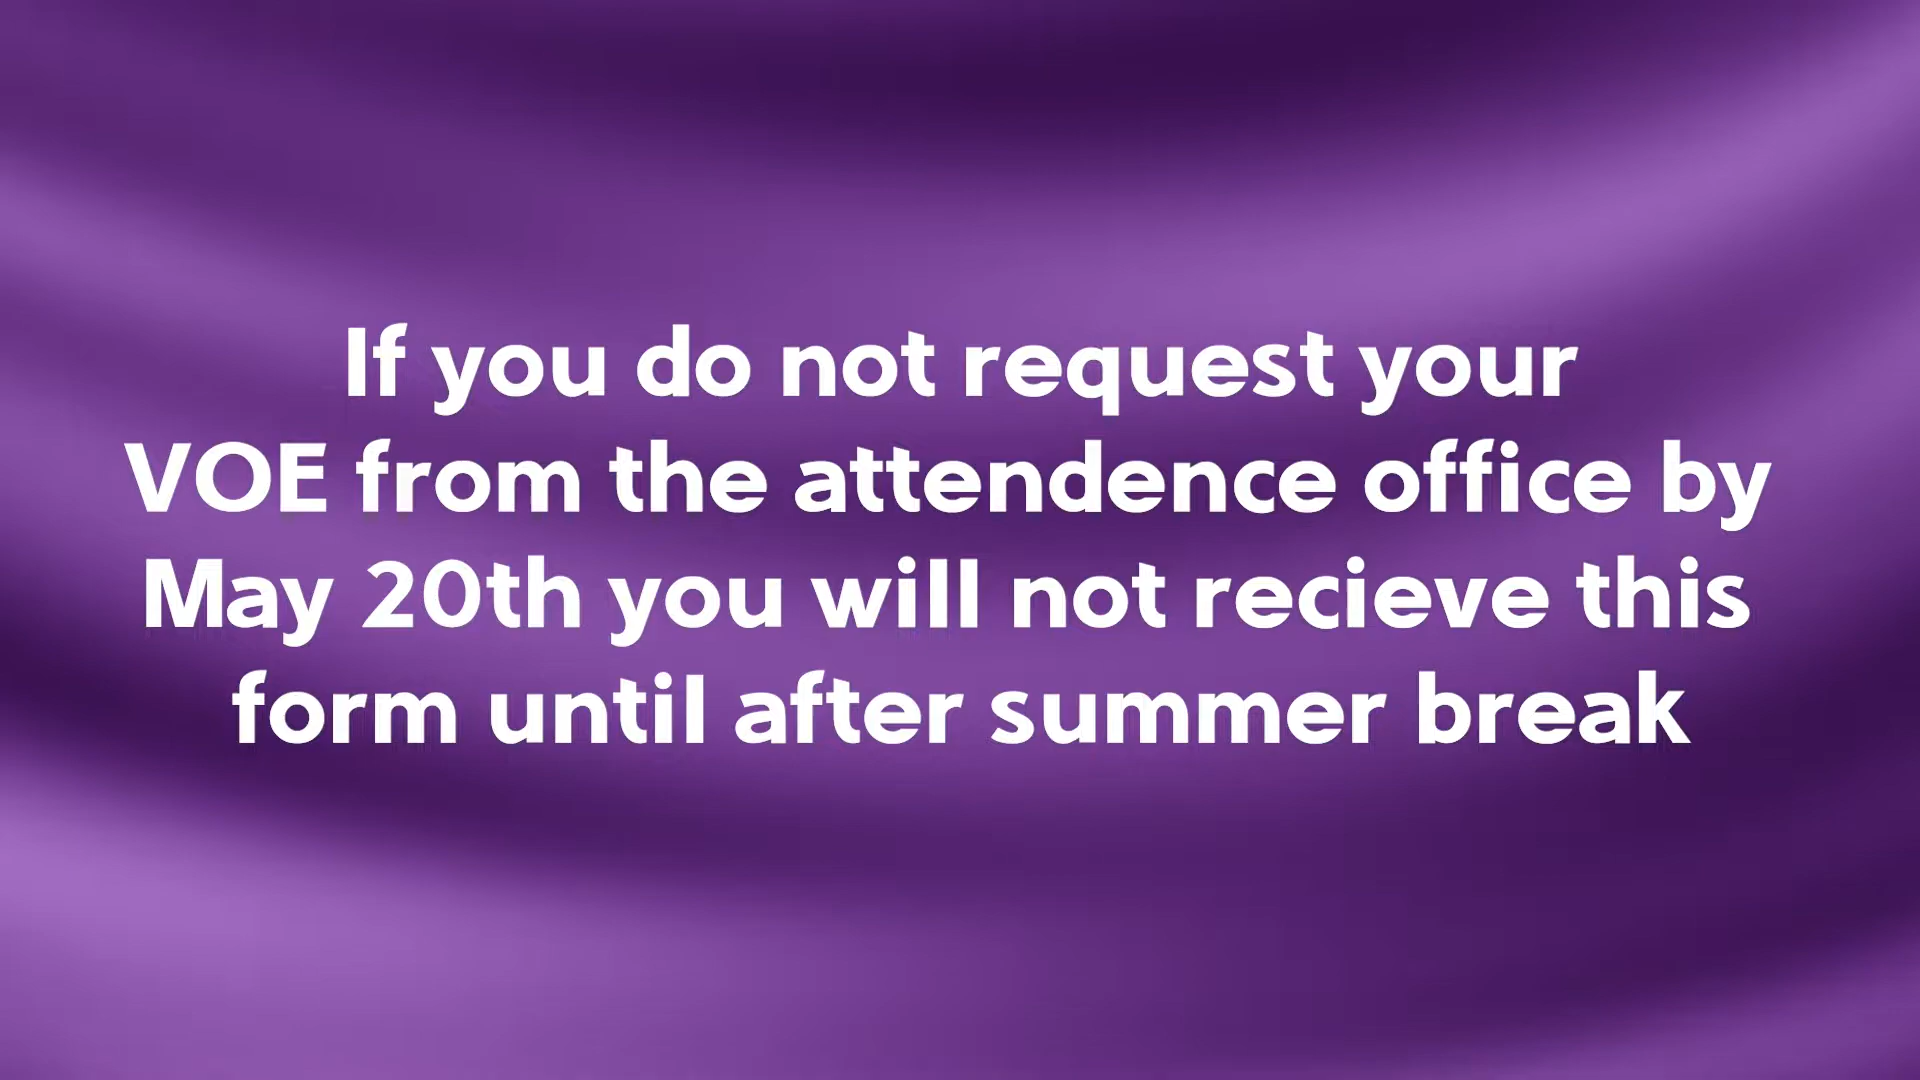 If you do not request your
VOE from the attendence office by
May 20th you will not recieve this
form until after summer break